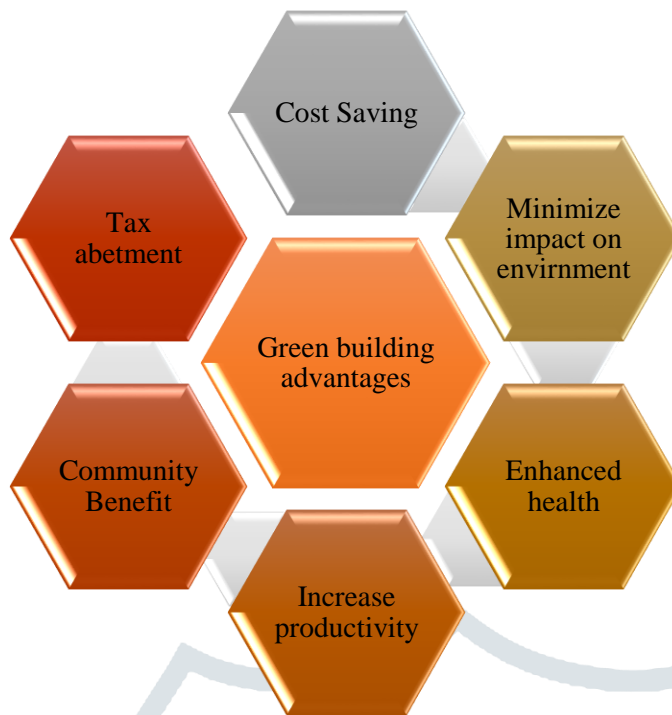 Cost Saving
Tax
abetment
Minimize
impact on
envirnment
Green building
advantages
Community
Benefit
Enhanced
health
Increase
productivity